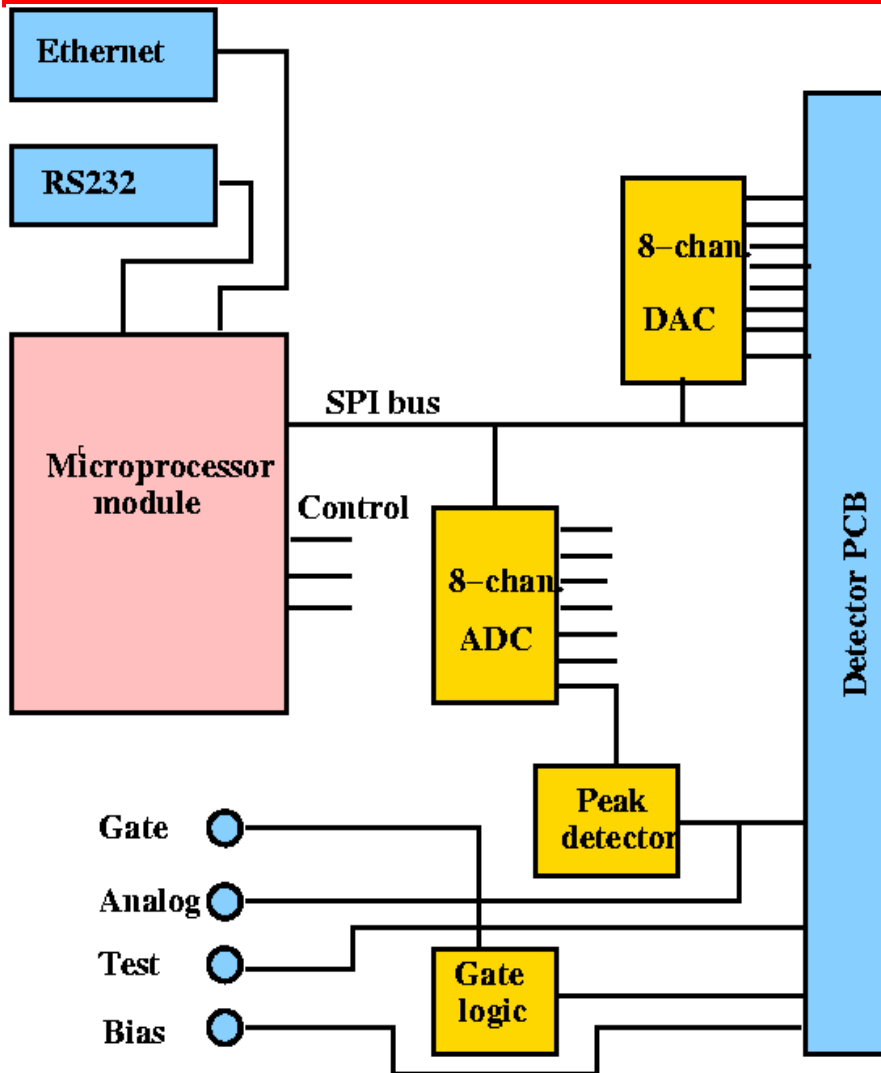 Ethernet
RS232
8−chan.
DAC
SPI bus
Microprocessor
module
Control
8−chan.
ADC
Detector PCB
Peak
detector
Gate
Analog
Test
Gate
logic
Bias